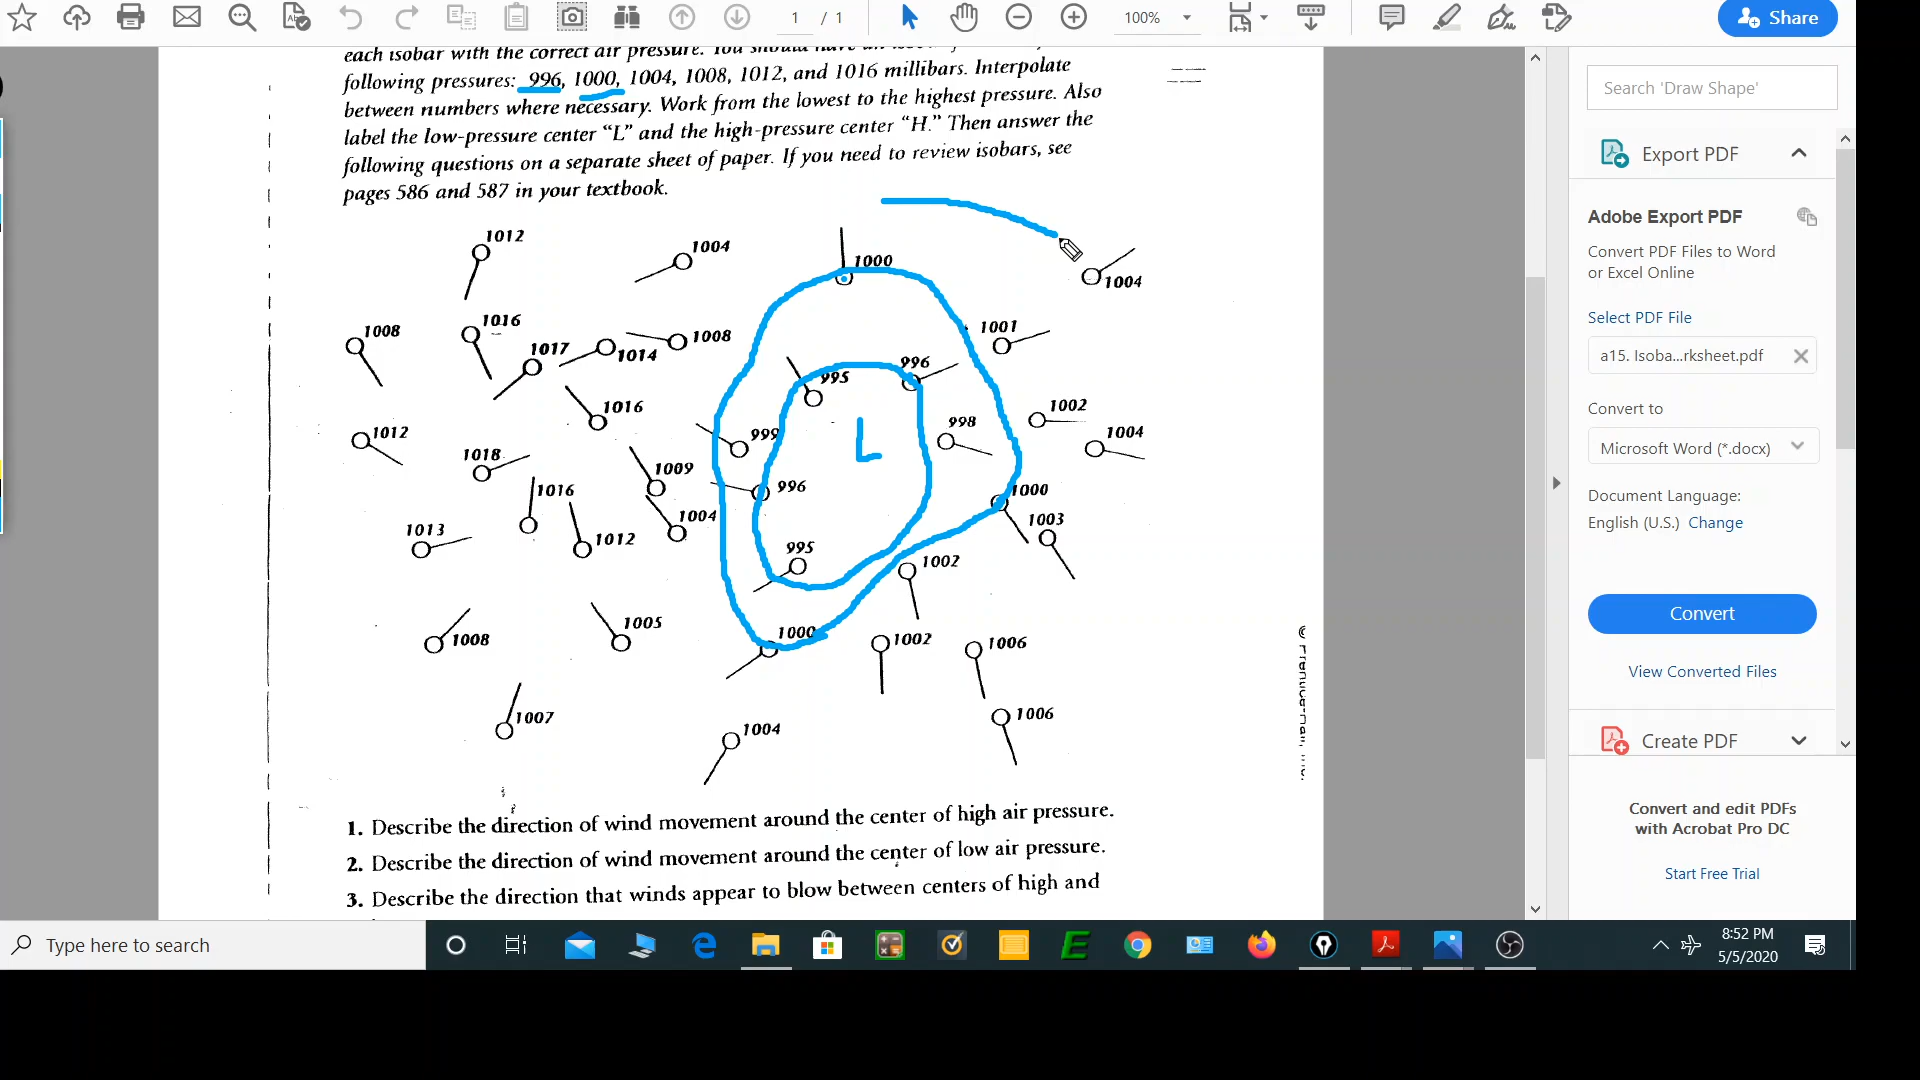 1 / 1
100%
Share
each isobar with the correct air pressure. You should have an
following pressures: 996, 1000, 1004, 1008, 1012, and 1016 millibars. Interpolate
between numbers where necessary. Work from the lowest to the highest pressure. Also
label the low-pressure center “L” and the high-pressure center “H.” Then answer the
following questions on a separate sheet of paper. If you need to review isobars, see
pages 586 and 587 in your textbook.
1012
1004
1000
1004
1008
1016
1017
1014
1008
1001
995
996
1016
1012
999
998
1002
1004
L
1018
1009
1016
996
1000
1013
1012
1004
1003
995
1002
1008
1005
1000
1002
1006
1007
1004
1006
© Prentice-Hall, Inc.
1. Describe the direction of wind movement around the center of high air pressure.
2. Describe the direction of wind movement around the center of low air pressure.
3. Describe the direction that winds appear to blow between centers of high and
Search 'Draw Shape'
Export PDF
Adobe Export PDF
Convert PDF Files to Word
or Excel Online
Select PDF File
a15. Isoba...rksheet.pdf
Convert to
Microsoft Word (*.docx)
Document Language:
English (U.S.) Change
Convert
View Converted Files
Create PDF
Convert and edit PDFs
with Acrobat Pro DC
Start Free Trial
Type here to search
8:52 PM
5/5/2020